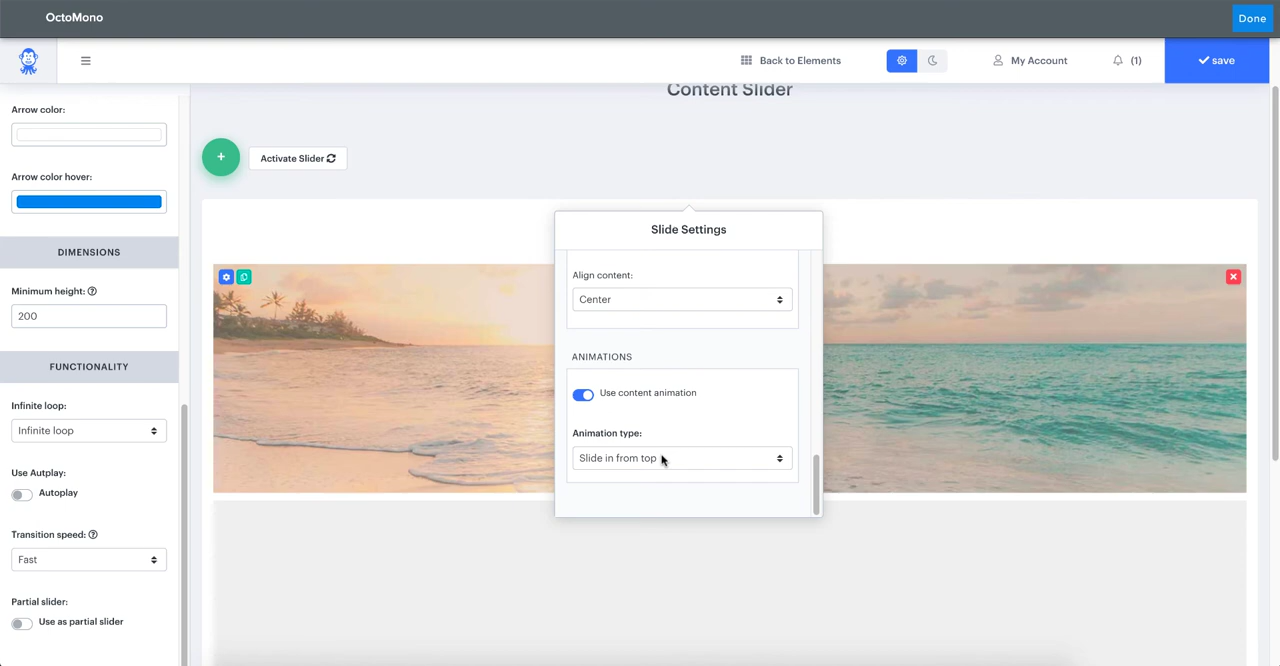 OctoMono
Done
Back to Elements
My Account
(1)
save
Content Slider
Activate Slider
Arrow color:
Arrow color hover:
DIMENSIONS
Minimum height:
200
FUNCTIONALITY
Infinite loop:
Infinite loop
Use Autplay:
Autoplay
Transition speed:
Fast
Partial slider:
Use as partial slider
Slide Settings
Align content:
Center
ANIMATIONS
Use content animation
Animation type:
Slide in from top